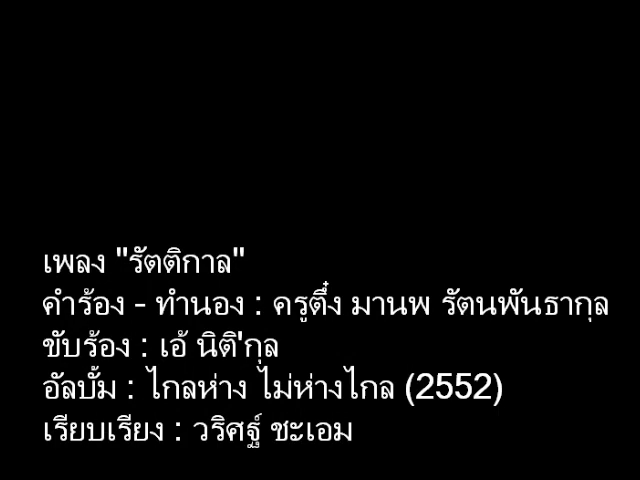 เพลง "รัตติกาล"
คำร้อง - ทำนอง : ครูตึ๋ง มานพ รัตนพันธากุล
ขับร้อง : เอ้ นิติ'กุล
อัลบั้ม : ไกลห่าง ไม่ห่างไกล (2552)
เรียบเรียง : วริศฐ์ ชะเอม